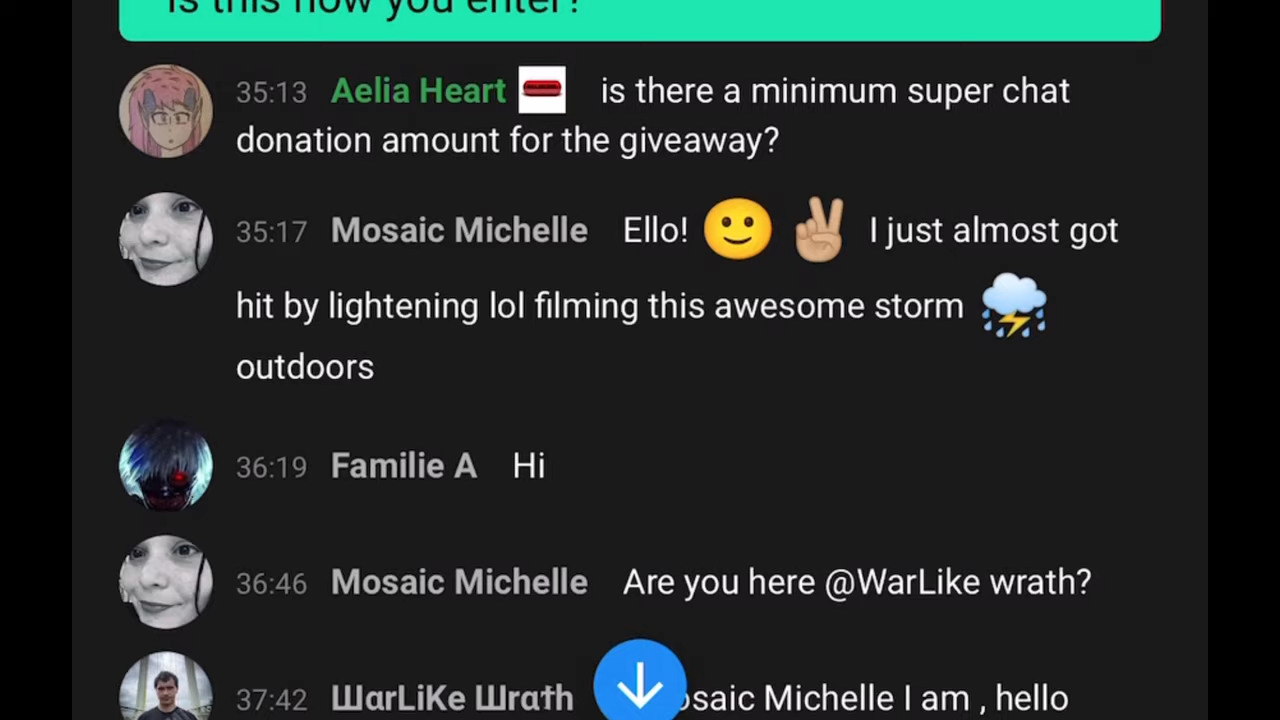 Is this how you enter?
35:13 Aelia Heart is there a minimum super chat
donation amount for the giveaway?
35:17 Mosaic Michelle Ello! 🙂 ✌🏼 I just almost got
hit by lightening lol filming this awesome storm ⛈️
outdoors
36:19 Familie A Hi
36:46 Mosaic Michelle Are you here @WarLike wrath?
37:42 ШarLiKe Шrath osaic Michelle I am , hello